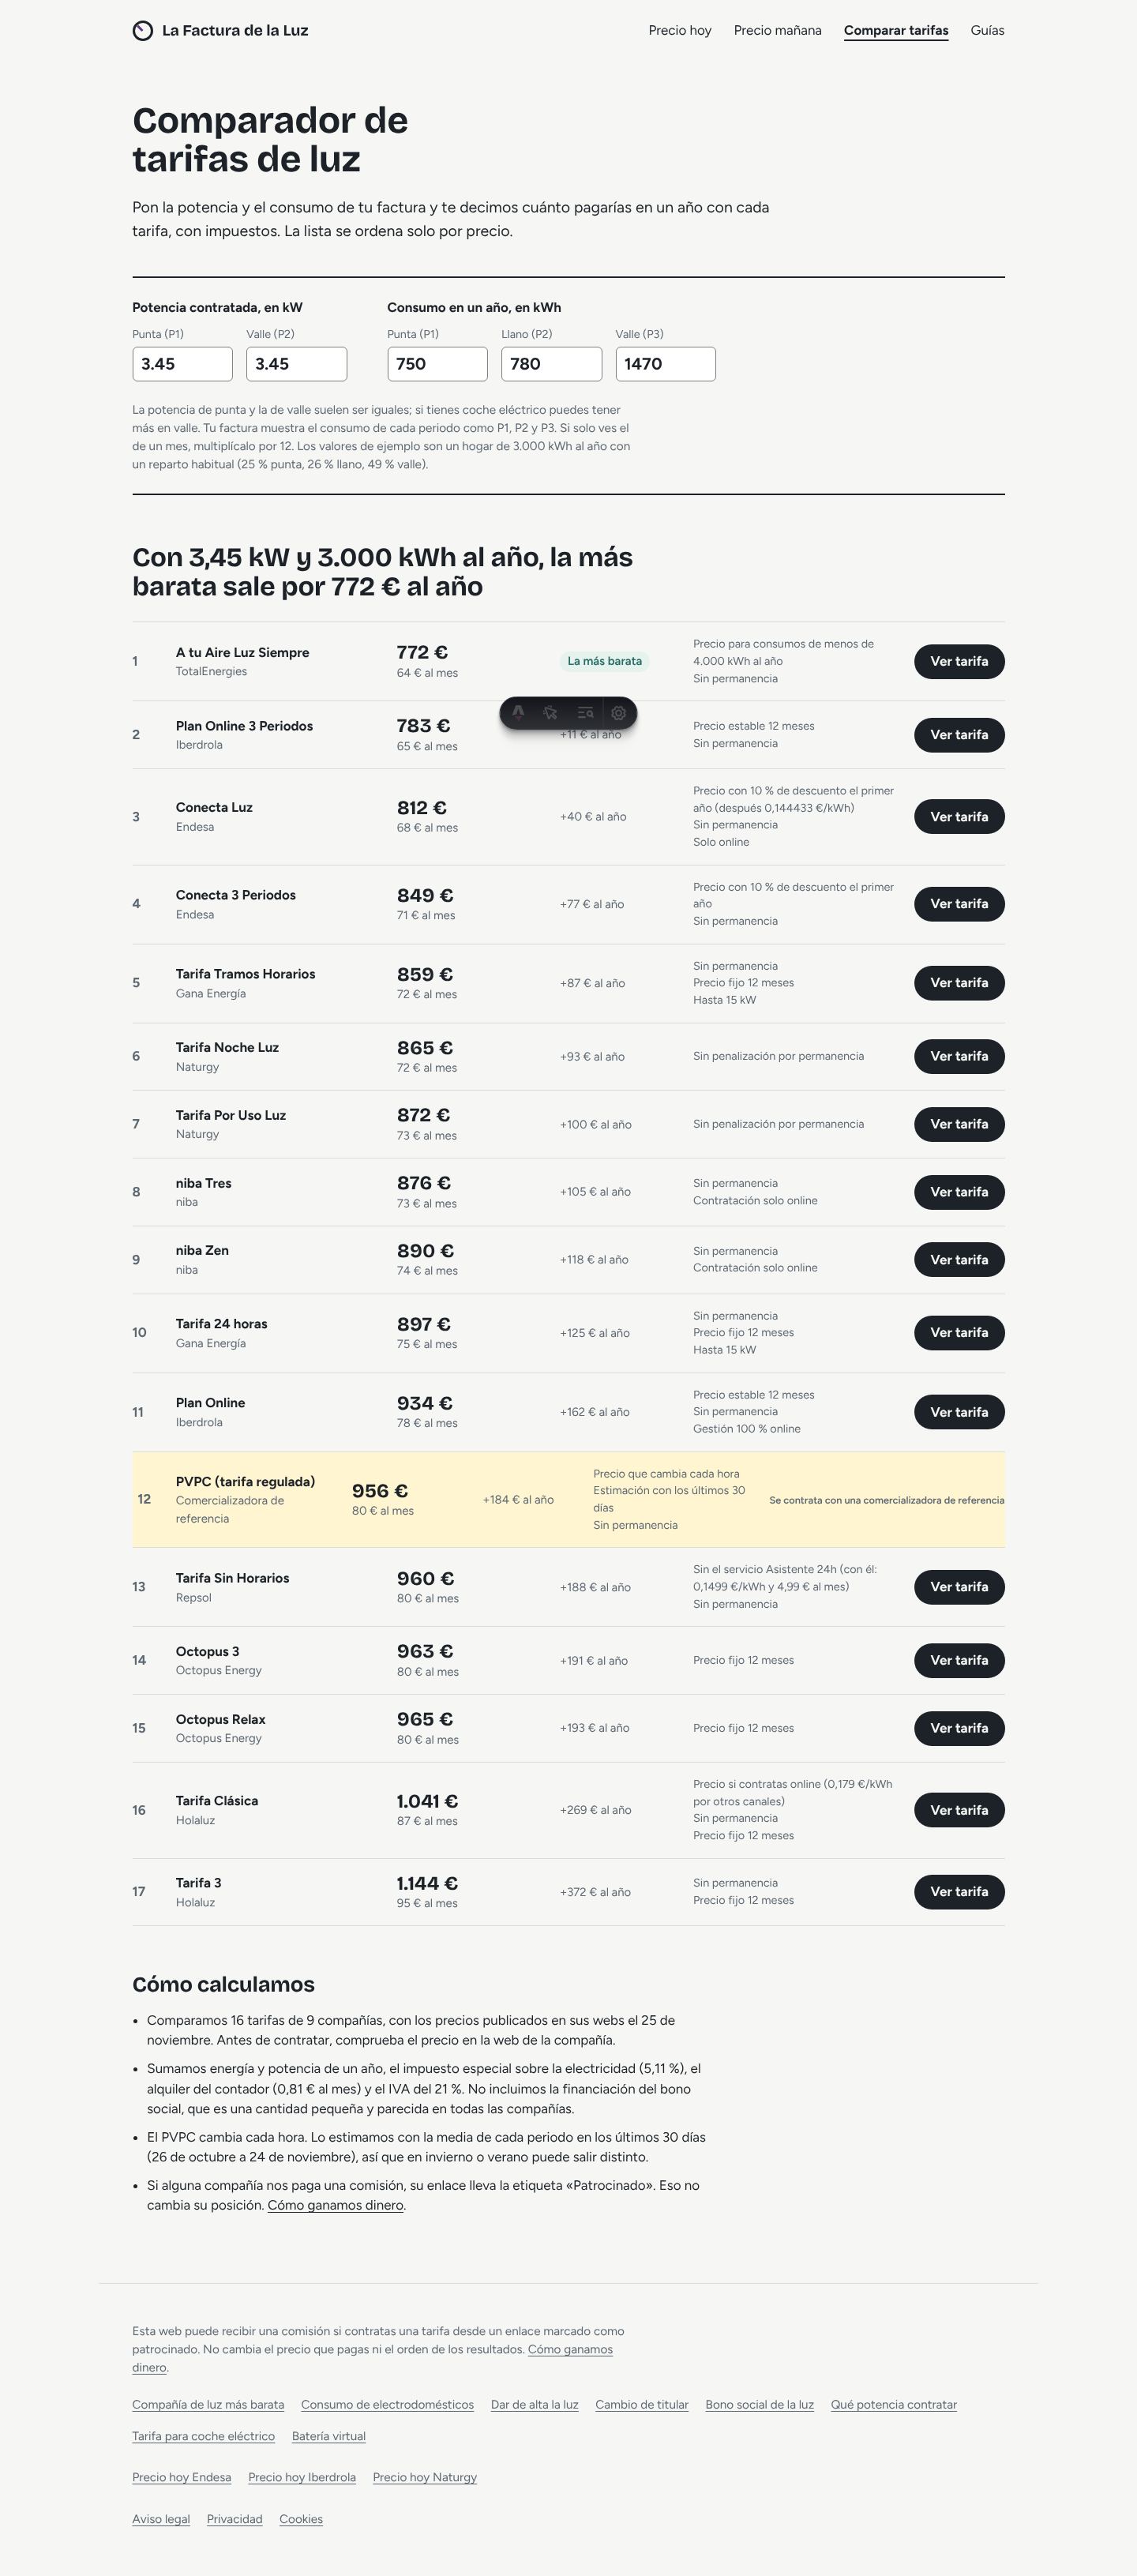 La Factura de la Luz
Precio hoy Precio mañana Comparar tarifas Guías
Comparador de
tarifas de luz
Pon la potencia y el consumo de tu factura y te decimos cuánto pagarías en un año con cada
tarifa, con impuestos. La lista se ordena solo por precio.
Potencia contratada, en kW
Punta (P1) Valle (P2)
3.45 3.45
Consumo en un año, en kWh
Punta (P1) Llano (P2) Valle (P3)
750 780 1470
La potencia de punta y la de valle suelen ser iguales; si tienes coche eléctrico puedes tener
más en valle. Tu factura muestra el consumo de cada periodo como P1, P2 y P3. Si solo ves el
de un mes, multiplícalo por 12. Los valores de ejemplo son un hogar de 3.000 kWh al año con
un reparto habitual (25 % punta, 26 % llano, 49 % valle).
Con 3,45 kW y 3.000 kWh al año, la más
barata sale por 772 € al año
1
A tu Aire Luz Siempre
TotalEnergies
772 €
64 € al mes
La más barata
Precio para consumos de menos de
4.000 kWh al año
Sin permanencia
Ver tarifa
2
Plan Online 3 Periodos
Iberdrola
783 €
65 € al mes
+11 € al año
Precio estable 12 meses
Sin permanencia
Ver tarifa
3
Conecta Luz
Endesa
812 €
68 € al mes
+40 € al año
Precio con 10 % de descuento el primer
año (después 0,144433 €/kWh)
Sin permanencia
Solo online
Ver tarifa
4
Conecta 3 Periodos
Endesa
849 €
71 € al mes
+77 € al año
Precio con 10 % de descuento el primer
año
Sin permanencia
Ver tarifa
5
Tarifa Tramos Horarios
Gana Energía
859 €
72 € al mes
+87 € al año
Sin permanencia
Precio fijo 12 meses
Hasta 15 kW
Ver tarifa
6
Tarifa Noche Luz
Naturgy
865 €
72 € al mes
+93 € al año
Sin penalización por permanencia
Ver tarifa
7
Tarifa Por Uso Luz
Naturgy
872 €
73 € al mes
+100 € al año
Sin penalización por permanencia
Ver tarifa
8
niba Tres
niba
876 €
73 € al mes
+105 € al año
Sin permanencia
Contratación solo online
Ver tarifa
9
niba Zen
niba
890 €
74 € al mes
+118 € al año
Sin permanencia
Contratación solo online
Ver tarifa
10
Tarifa 24 horas
Gana Energía
897 €
75 € al mes
+125 € al año
Sin permanencia
Precio fijo 12 meses
Hasta 15 kW
Ver tarifa
11
Plan Online
Iberdrola
934 €
78 € al mes
+162 € al año
Precio estable 12 meses
Sin permanencia
Gestión 100 % online
Ver tarifa
12
PVPC (tarifa regulada)
Comercializadora de
referencia
956 €
80 € al mes
+184 € al año
Precio que cambia cada hora
Estimación con los últimos 30
días
Sin permanencia
Se contrata con una comercializadora de referencia
13
Tarifa Sin Horarios
Repsol
960 €
80 € al mes
+188 € al año
Sin el servicio Asistente 24h (con él:
0,1499 €/kWh y 4,99 € al mes)
Sin permanencia
Ver tarifa
14
Octopus 3
Octopus Energy
963 €
80 € al mes
+191 € al año
Precio fijo 12 meses
Ver tarifa
15
Octopus Relax
Octopus Energy
965 €
80 € al mes
+193 € al año
Precio fijo 12 meses
Ver tarifa
16
Tarifa Clásica
Holaluz
1.041 €
87 € al mes
+269 € al año
Precio si contratas online (0,179 €/kWh
por otros canales)
Sin permanencia
Precio fijo 12 meses
Ver tarifa
17
Tarifa 3
Holaluz
1.144 €
95 € al mes
+372 € al año
Sin permanencia
Precio fijo 12 meses
Ver tarifa
Cómo calculamos
• Comparamos 16 tarifas de 9 compañías, con los precios publicados en sus webs el 25 de
noviembre. Antes de contratar, comprueba el precio en la web de la compañía.
• Sumamos energía y potencia de un año, el impuesto especial sobre la electricidad (5,11 %), el
alquiler del contador (0,81 € al mes) y el IVA del 21 %. No incluimos la financiación del bono
social, que es una cantidad pequeña y parecida en todas las compañías.
• El PVPC cambia cada hora. Lo estimamos con la media de cada periodo en los últimos 30 días
(26 de octubre a 24 de noviembre), así que en invierno o verano puede salir distinto.
• Si alguna compañía nos paga una comisión, su enlace lleva la etiqueta «Patrocinado». Eso no
cambia su posición. Cómo ganamos dinero.
Esta web puede recibir una comisión si contratas una tarifa desde un enlace marcado como
patrocinado. No cambia el precio que pagas ni el orden de los resultados. Cómo ganamos
dinero.
Compañía de luz más barata Consumo de electrodomésticos Dar de alta la luz Cambio de titular Bono social de la luz Qué potencia contratar
Tarifa para coche eléctrico Batería virtual
Precio hoy Endesa Precio hoy Iberdrola Precio hoy Naturgy
Aviso legal Privacidad Cookies